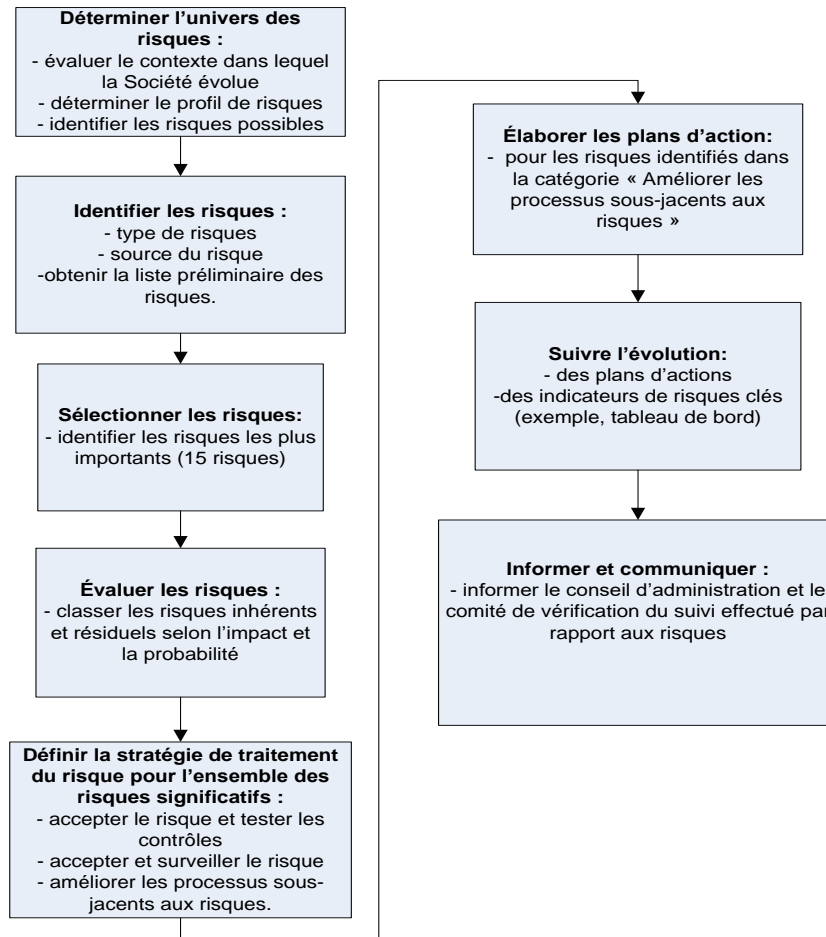 Déterminer l'univers des
risques :
- évaluer le contexte dans lequel
la Société évolue
- déterminer le profil de risques
- identifier les risques possibles
Identifier les risques :
- type de risques
- source du risque
-obtenir la liste préliminaire des
risques.
Sélectionner les risques:
- identifier les risques les plus
importants (15 risques)
Évaluer les risques :
- classer les risques inhérents
et résiduels selon l'impact et
la probabilité
Définir la stratégie de traitement
du risque pour l'ensemble des
risques significatifs :
- accepter le risque et tester les
contrôles
- accepter et surveiller le risque
- améliorer les processus sous-
jacents aux risques.
Élaborer les plans d'action:
- pour les risques identifiés dans
la catégorie « Améliorer les
processus sous-jacents aux
risques »
Suivre l'évolution:
- des plans d'actions
-des indicateurs de risques clés
(exemple, tableau de bord)
Informer et communiquer :
- informer le conseil d'administration et le
comité de vérification du suivi effectué par
rapport aux risques